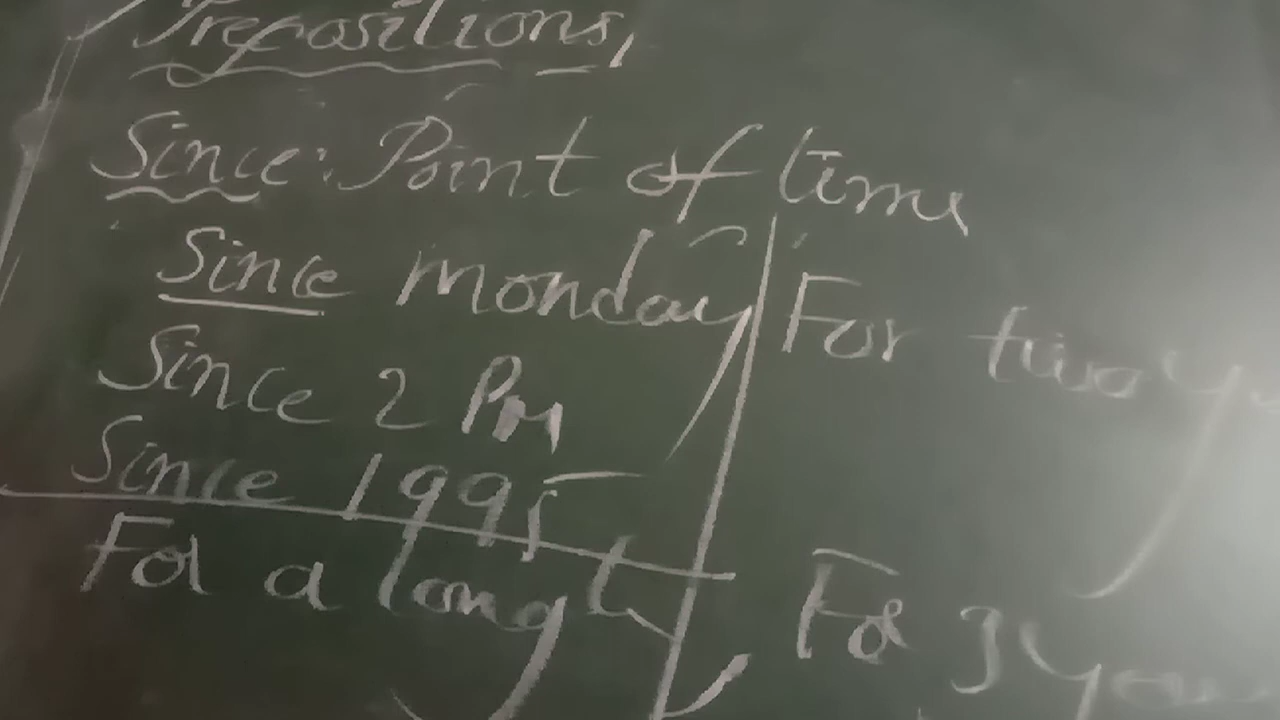 Prepositions,
Since: Point of time
Since monday
Since 2 PM
Since 1995
For a long
For two
For 3